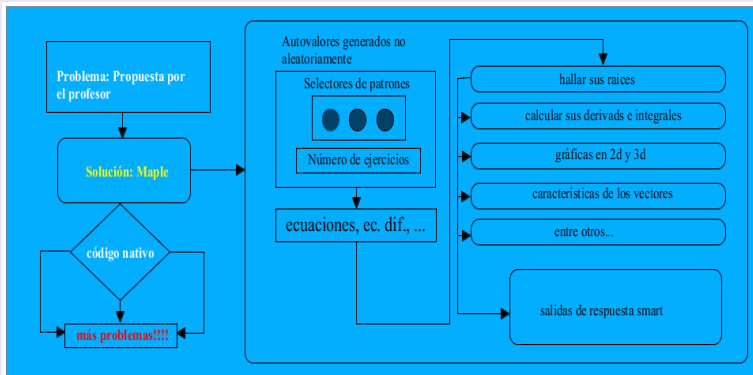 Problema: Propuesta por
el profesor
Solución: Maple
código nativo
más problemas!!!!
Autovalores generados no
aleatoriamente
Selectores de patrones
Número de ejercicios
ecuaciones, ec. dif., ...
hallar sus raices
calcular sus derivads e integrales
gráficas en 2d y 3d
características de los vectores
entre otros...
salidas de respuesta smart